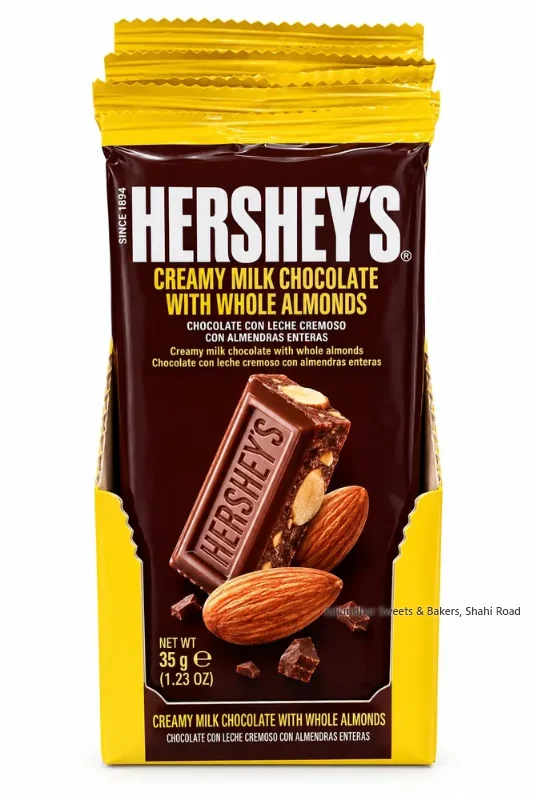 SINCE 1894
HERSHEY'S®
CREAMY MILK CHOCOLATE
WITH WHOLE ALMONDS
CHOCOLATE CON LECHE CREMOSO
CON ALMENDRAS ENTERAS
Creamy milk chocolate with whole almonds
Chocolate con leche cremoso con almendras enteras
HERSHEY'S
Sweets & Bakers, Shahi Road
NET WT
35 g ℮
(1.23 OZ)
CREAMY MILK CHOCOLATE WITH WHOLE ALMONDS
CHOCOLATE CON LECHE CREMOSO CON ALMENDRAS ENTERAS